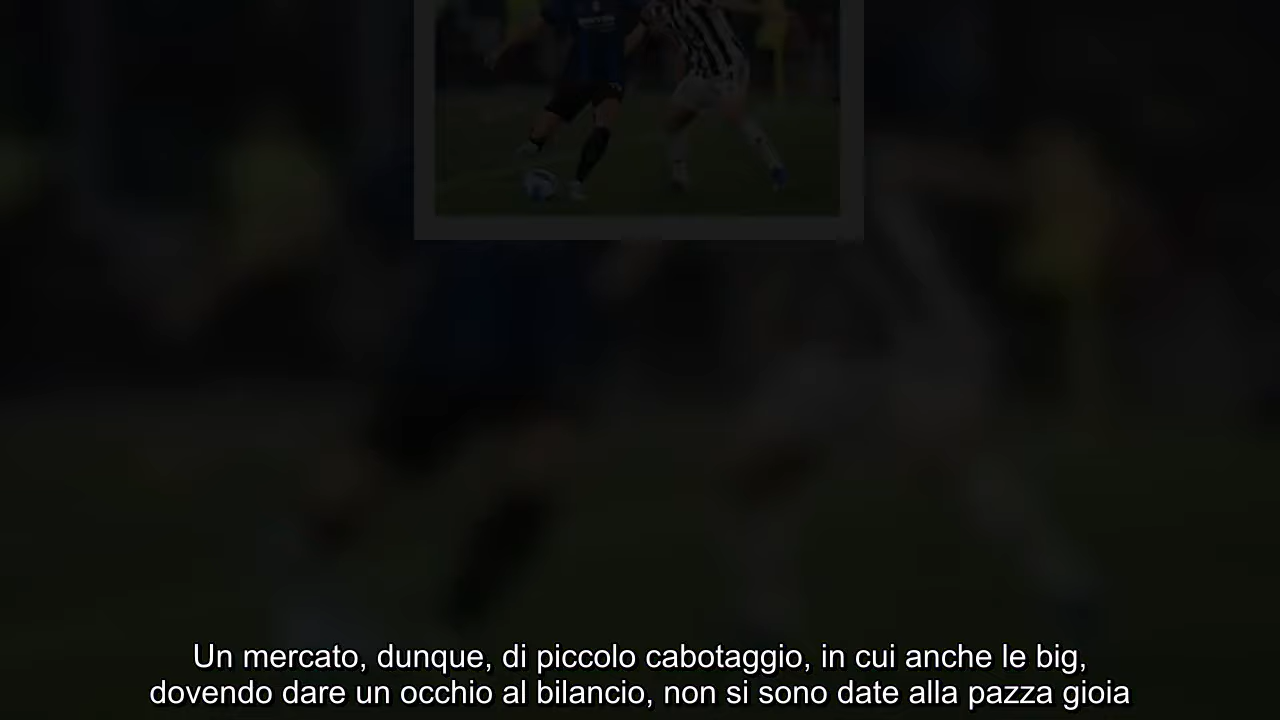 Un mercato, dunque, di piccolo cabotaggio, in cui anche le big,
dovendo dare un occhio al bilancio, non si sono date alla pazza gioia